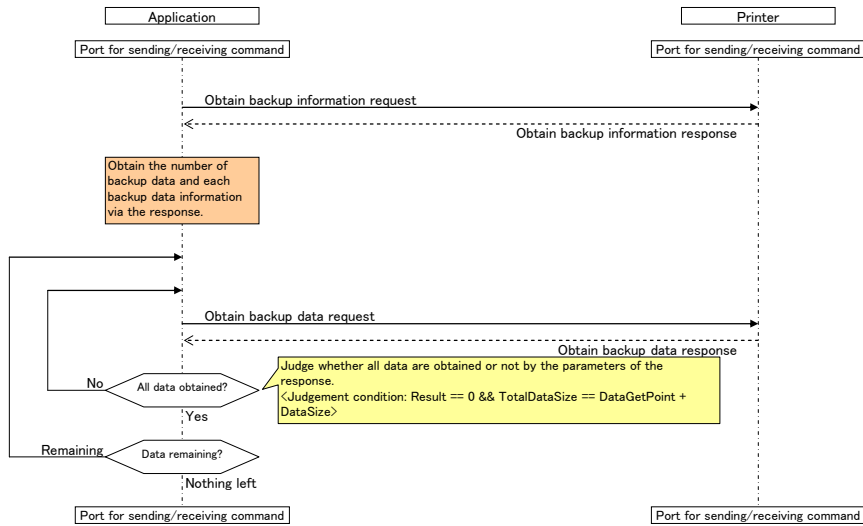 Application
Printer
Port for sending/receiving command
Port for sending/receiving command
Obtain backup information request
Obtain backup information response
Obtain the number of
backup data and each
backup data information
via the response.
Obtain backup data request
Obtain backup data response
Judge whether all data are obtained or not by the parameters of the
response.
<Judgement condition: Result == 0 && TotalDataSize == DataGetPoint +
DataSize>
No
All data obtained?
Yes
Remaining
Data remaining?
Nothing left
Port for sending/receiving command
Port for sending/receiving command